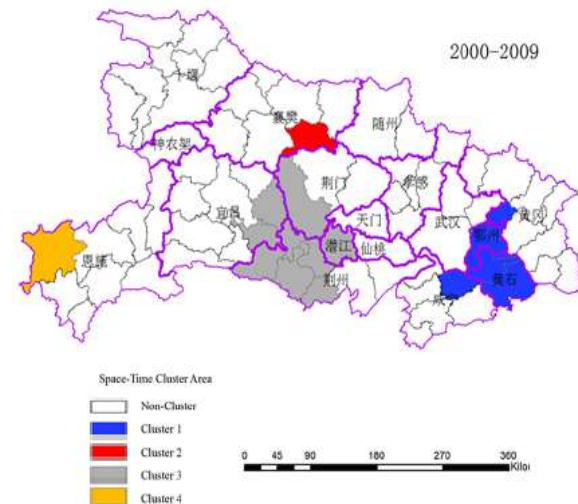 2000-2009
十堰
襄樊
随州
神农架
荆门
孝感
宜昌
天门
武汉
黄冈
鄂州
恩施
潜江
仙桃
荆州
咸宁
黄石
Space-Time Cluster Area
Non-Cluster
Cluster 1
Cluster 2
Cluster 3
Cluster 4
0 45 90 180 270 360
Kiloi